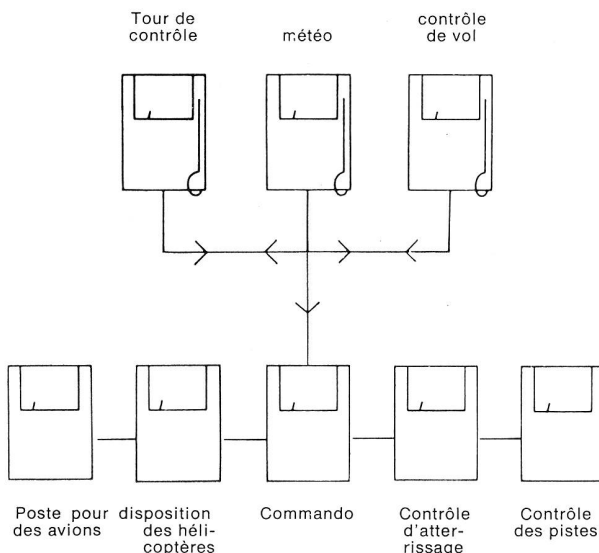 Tour de
contrôle
météo
contrôle
de vol
Poste pour
des avions
disposition
des héli-
coptères
Commando
Contrôle
d'atter-
rissage
Contrôle
des pistes